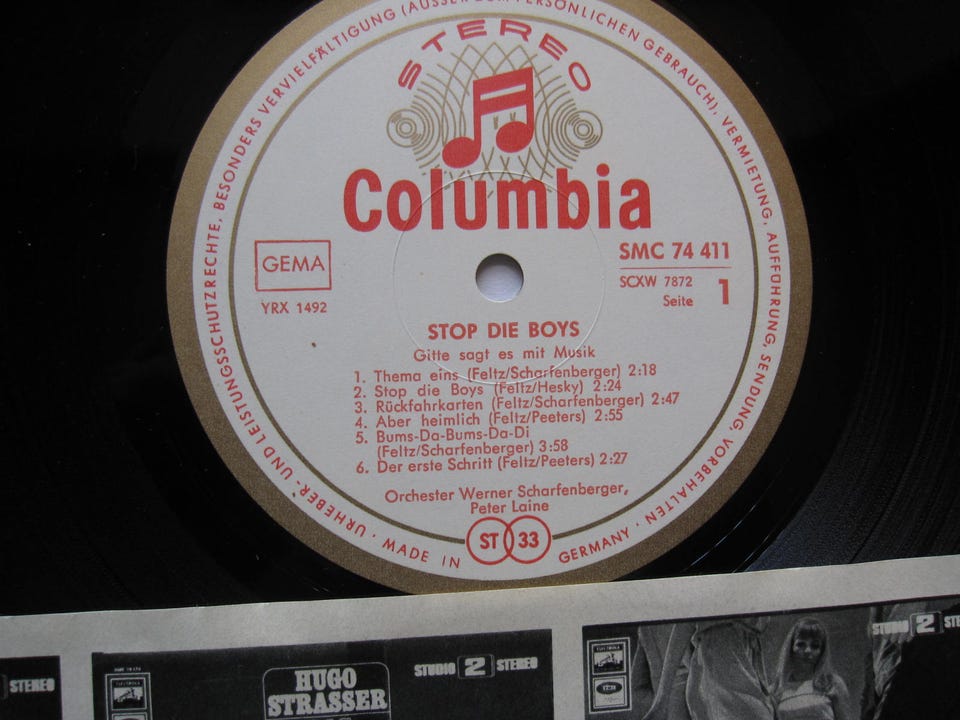 URHEBER- UND LEISTUNGSSCHUTZRECHTE, BESONDERS VERVIELFÄLTIGUNG (AUSSER ZUM PERSÖNLICHEN GEBRAUCH), VERMIETUNG, AUFFÜHRUNG, SENDUNG, VORBEHALTEN ·
STEREO
Columbia
GEMA
SMC 74 411
YRX 1492
SCXW 7872
Seite 1
STOP DIE BOYS
Gitte sagt es mit Musik
1. Thema eins (Feltz/Scharfenberger) 2:18
2. Stop die Boys (Feltz/Hesky) 2:24
3. Rückfahrkarten (Feltz/Scharfenberger) 2:47
4. Aber heimlich (Feltz/Peeters) 2:55
5. Bums-Da-Bums-Da-Di
(Feltz/Scharfenberger) 3:58
6. Der erste Schritt (Feltz/Peeters) 2:27
Orchester Werner Scharfenberger,
Peter Laine
ST 33
MADE IN GERMANY ·
STEREO
HUGO
STRASSER
STUDIO 2 STEREO
STUDIO 2 STE